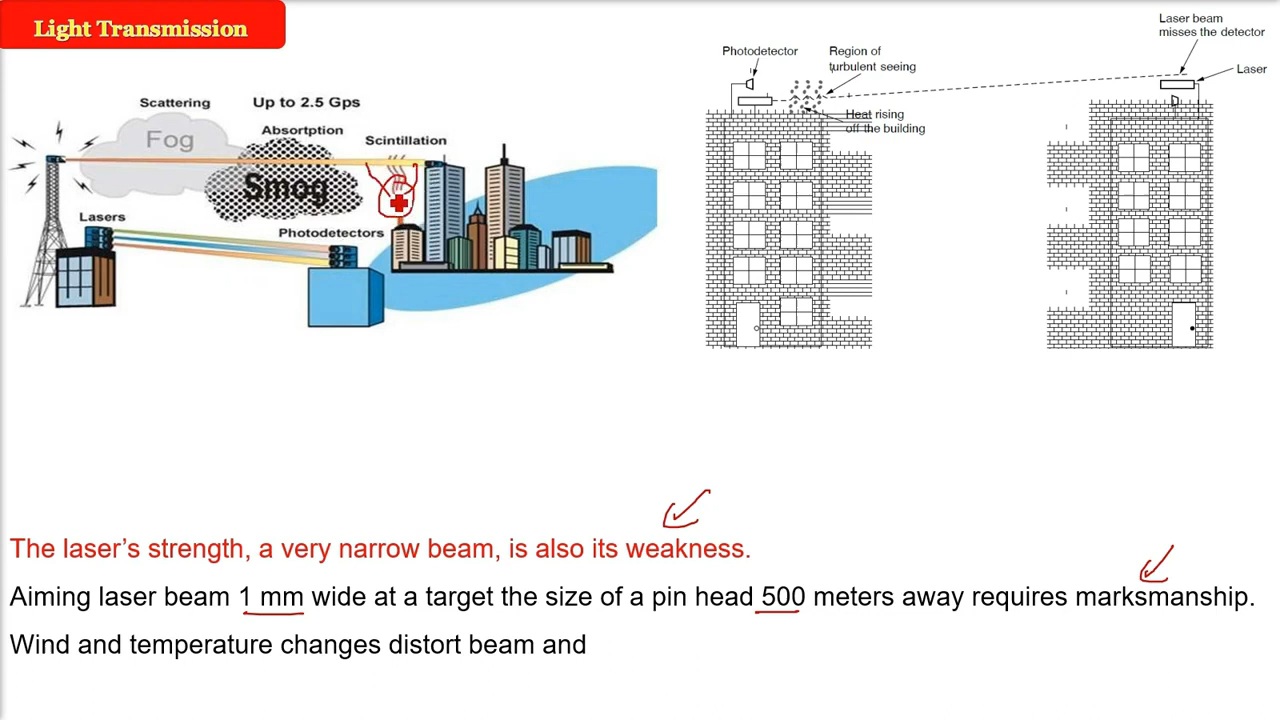 Light Transmission
Scattering
Up to 2.5 Gps
Fog
Absortption
Scintillation
Smog
Lasers
Photodetectors
Photodetector
Region of
turbulent seeing
Heat rising
off the building
Laser beam
misses the detector
Laser
The laser's strength, a very narrow beam, is also its weakness.
Aiming laser beam 1 mm wide at a target the size of a pin head 500 meters away requires marksmanship.
Wind and temperature changes distort beam and